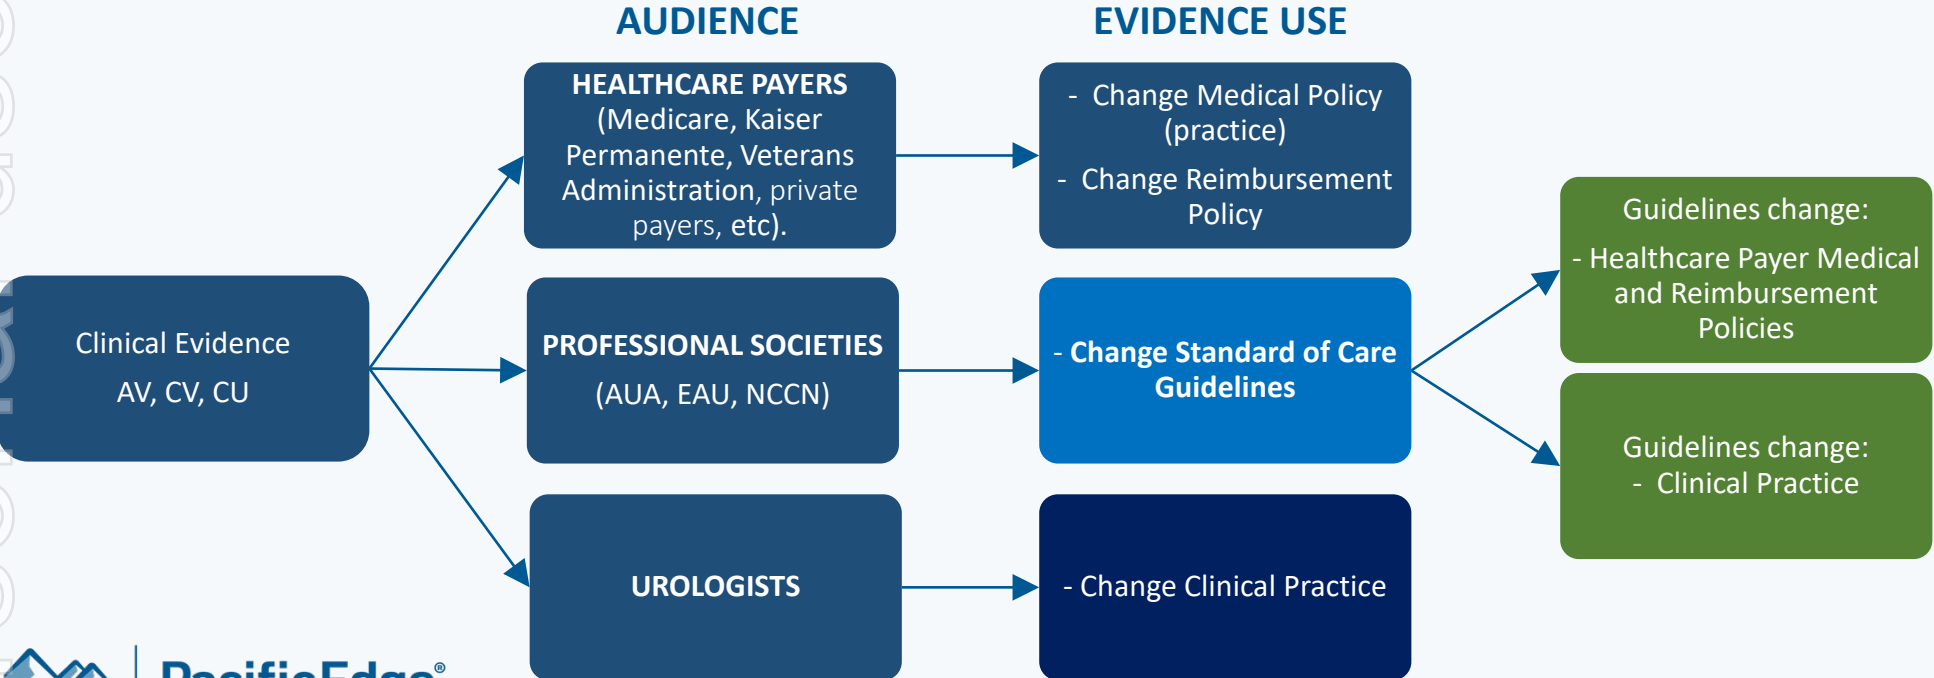 AUDIENCE
EVIDENCE USE
HEALTHCARE PAYERS
(Medicare, Kaiser
Permanente, Veterans
Administration, private
payers, etc).
- Change Medical Policy
(practice)
- Change Reimbursement
Policy
Guidelines change:
- Healthcare Payer Medical
and Reimbursement
Policies
Clinical Evidence
AV, CV, CU
PROFESSIONAL SOCIETIES
(AUA, EAU, NCCN)
- Change Standard of Care
Guidelines
Guidelines change:
- Clinical Practice
UROLOGISTS
- Change Clinical Practice
PacificEdge®